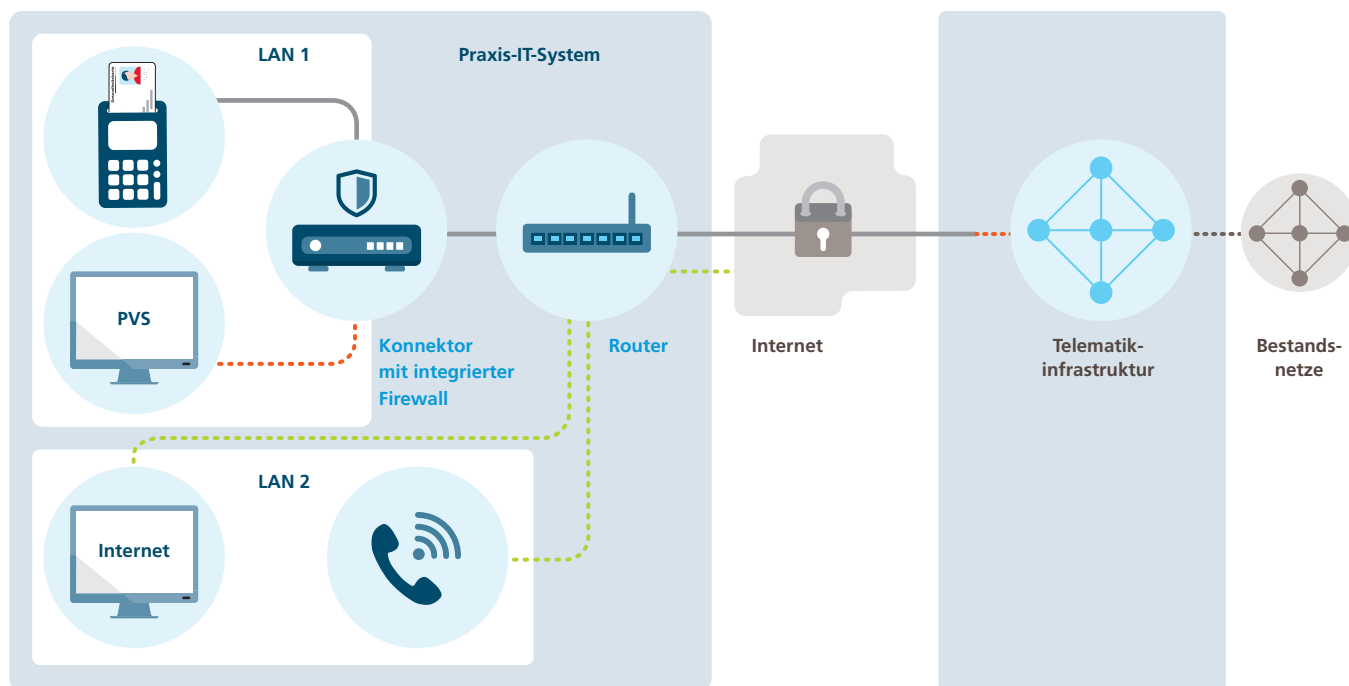 LAN 1
Praxis-IT-System
PVS
Konnektor
mit integrierter
Firewall
Router
Internet
Telematik-
infrastruktur
Bestands-
netze
LAN 2
Internet